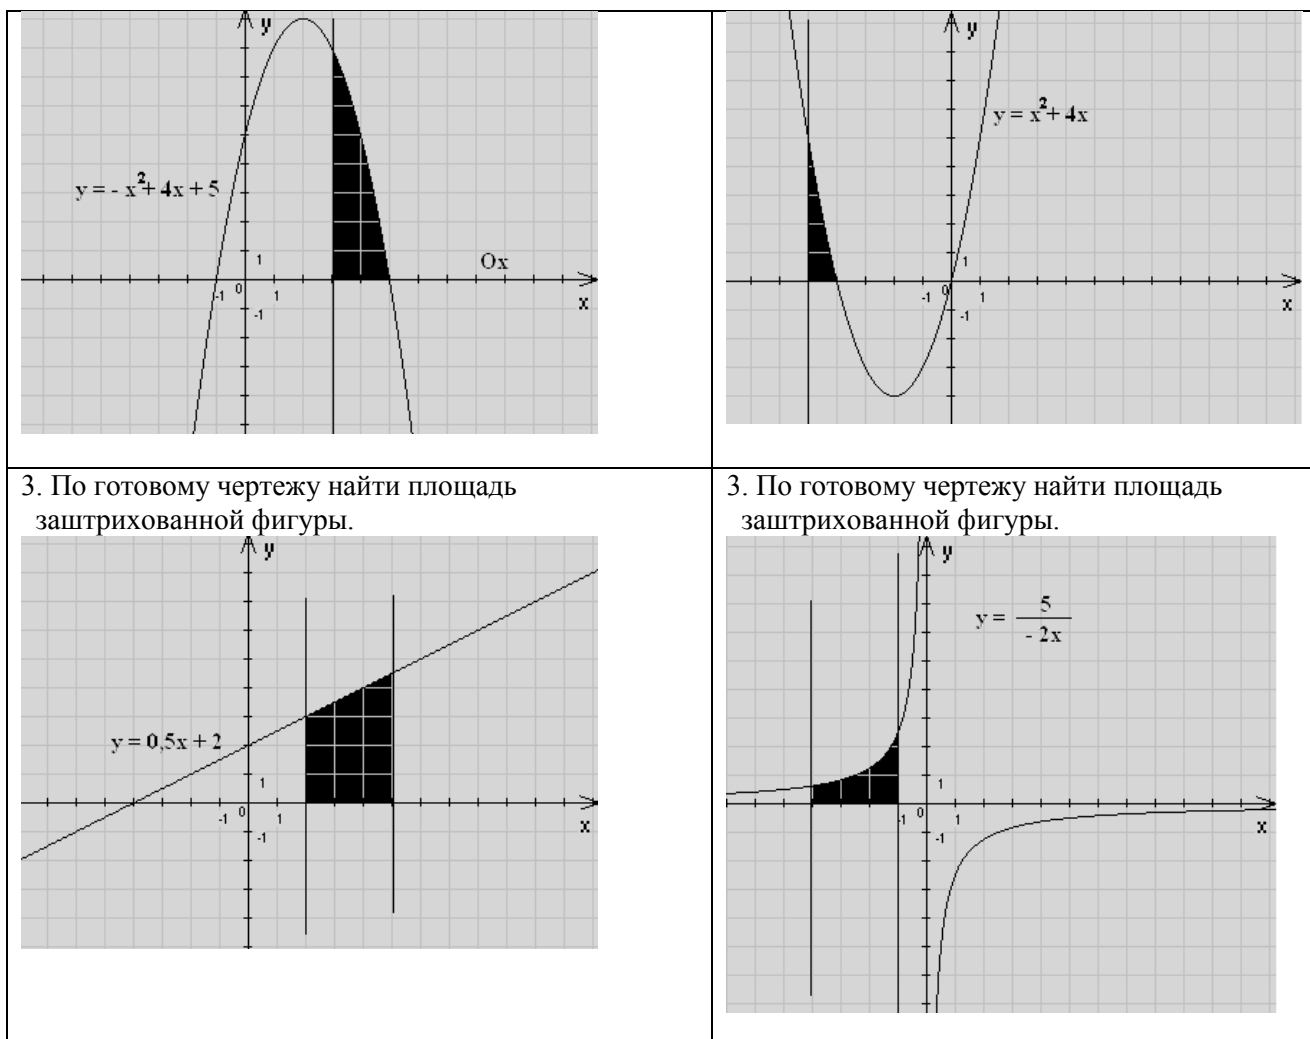 y
y = - x² + 4x + 5
1
Ox
-1
0
1
x
-1
y
y = x² + 4x
1
-1
0
1
x
-1
3. По готовому чертежу найти площадь
заштрихованной фигуры.
y
y = 0,5x + 2
1
-1
0
1
x
-1
3. По готовому чертежу найти площадь
заштрихованной фигуры.
y
y = 5
- 2x
1
-1
0
1
x
-1